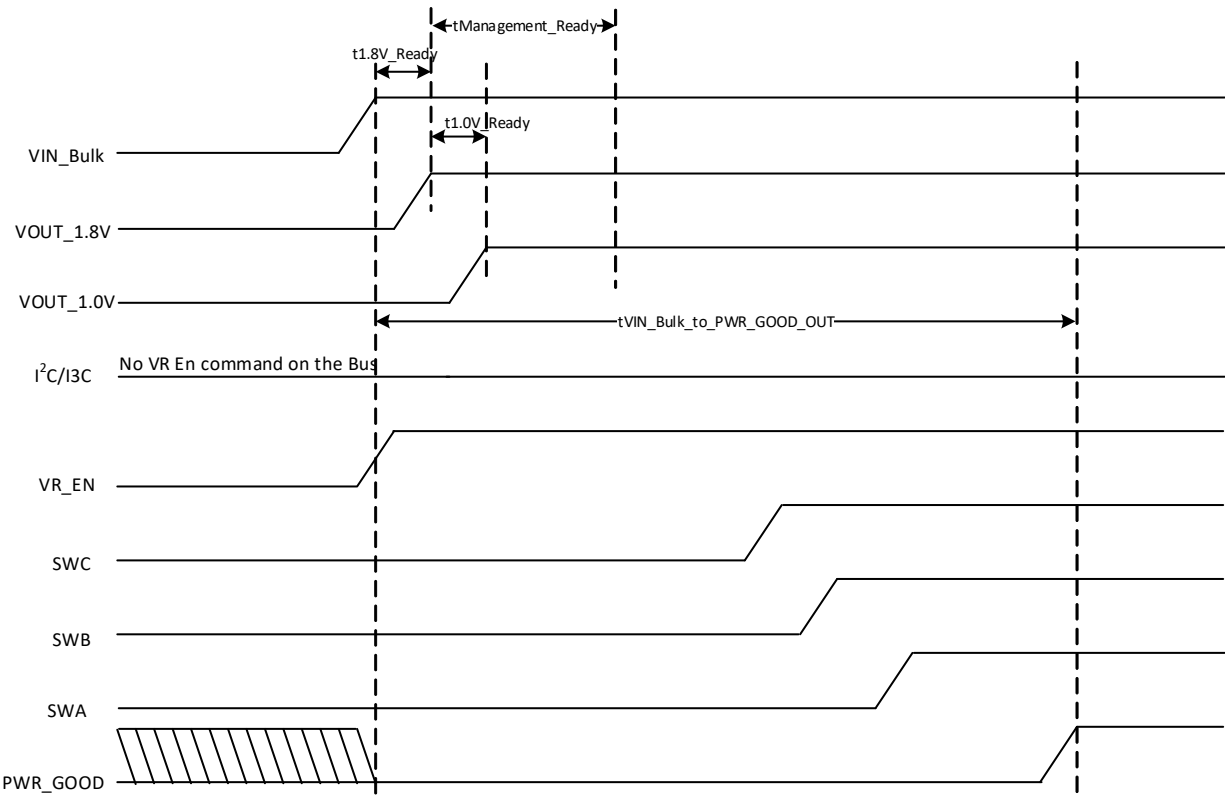 tManagement_Ready
t1.8V_Ready
t1.0V_Ready
VIN_Bulk
VOUT_1.8V
VOUT_1.0V
tVIN_Bulk_to_PWR_GOOD_OUT
I²C/I3C
No VR En command on the Bus
VR_EN
SWC
SWB
SWA
PWR_GOOD